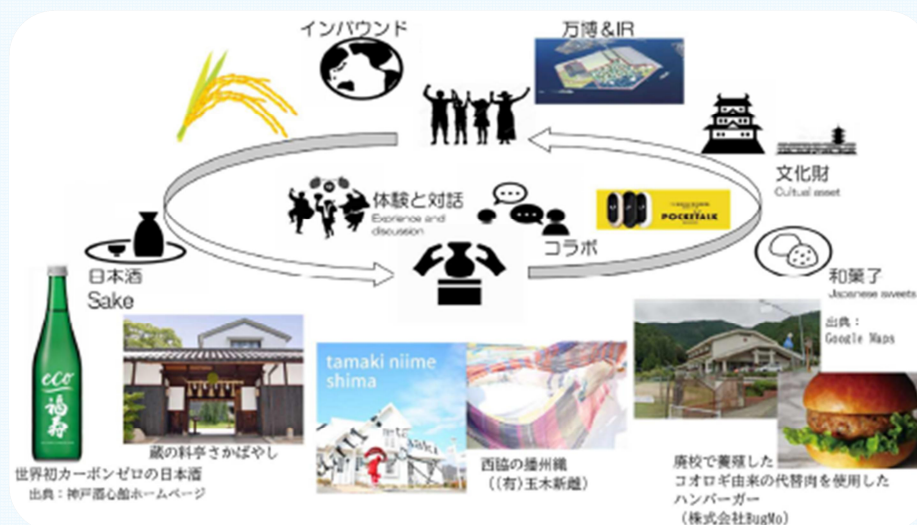 インバウンド
万博&IR
文化財
Cultual asset
体験と対話
Exprience and
discussion
コラボ
POCKETALK
日本酒
Sake
和菓子
Japanese sweets
出典：
Google Maps
eco
福寿
tamaki niime
shima
蔵の料亭さかばやし
世界初カーボンゼロの日本酒
出典：神戸酒心館ホームページ
西脇の播州織
((有)玉木新雌)
廃校で養殖した
コオロギ由来の代替肉を使用した
ハンバーガー
(株式会社BugMo)